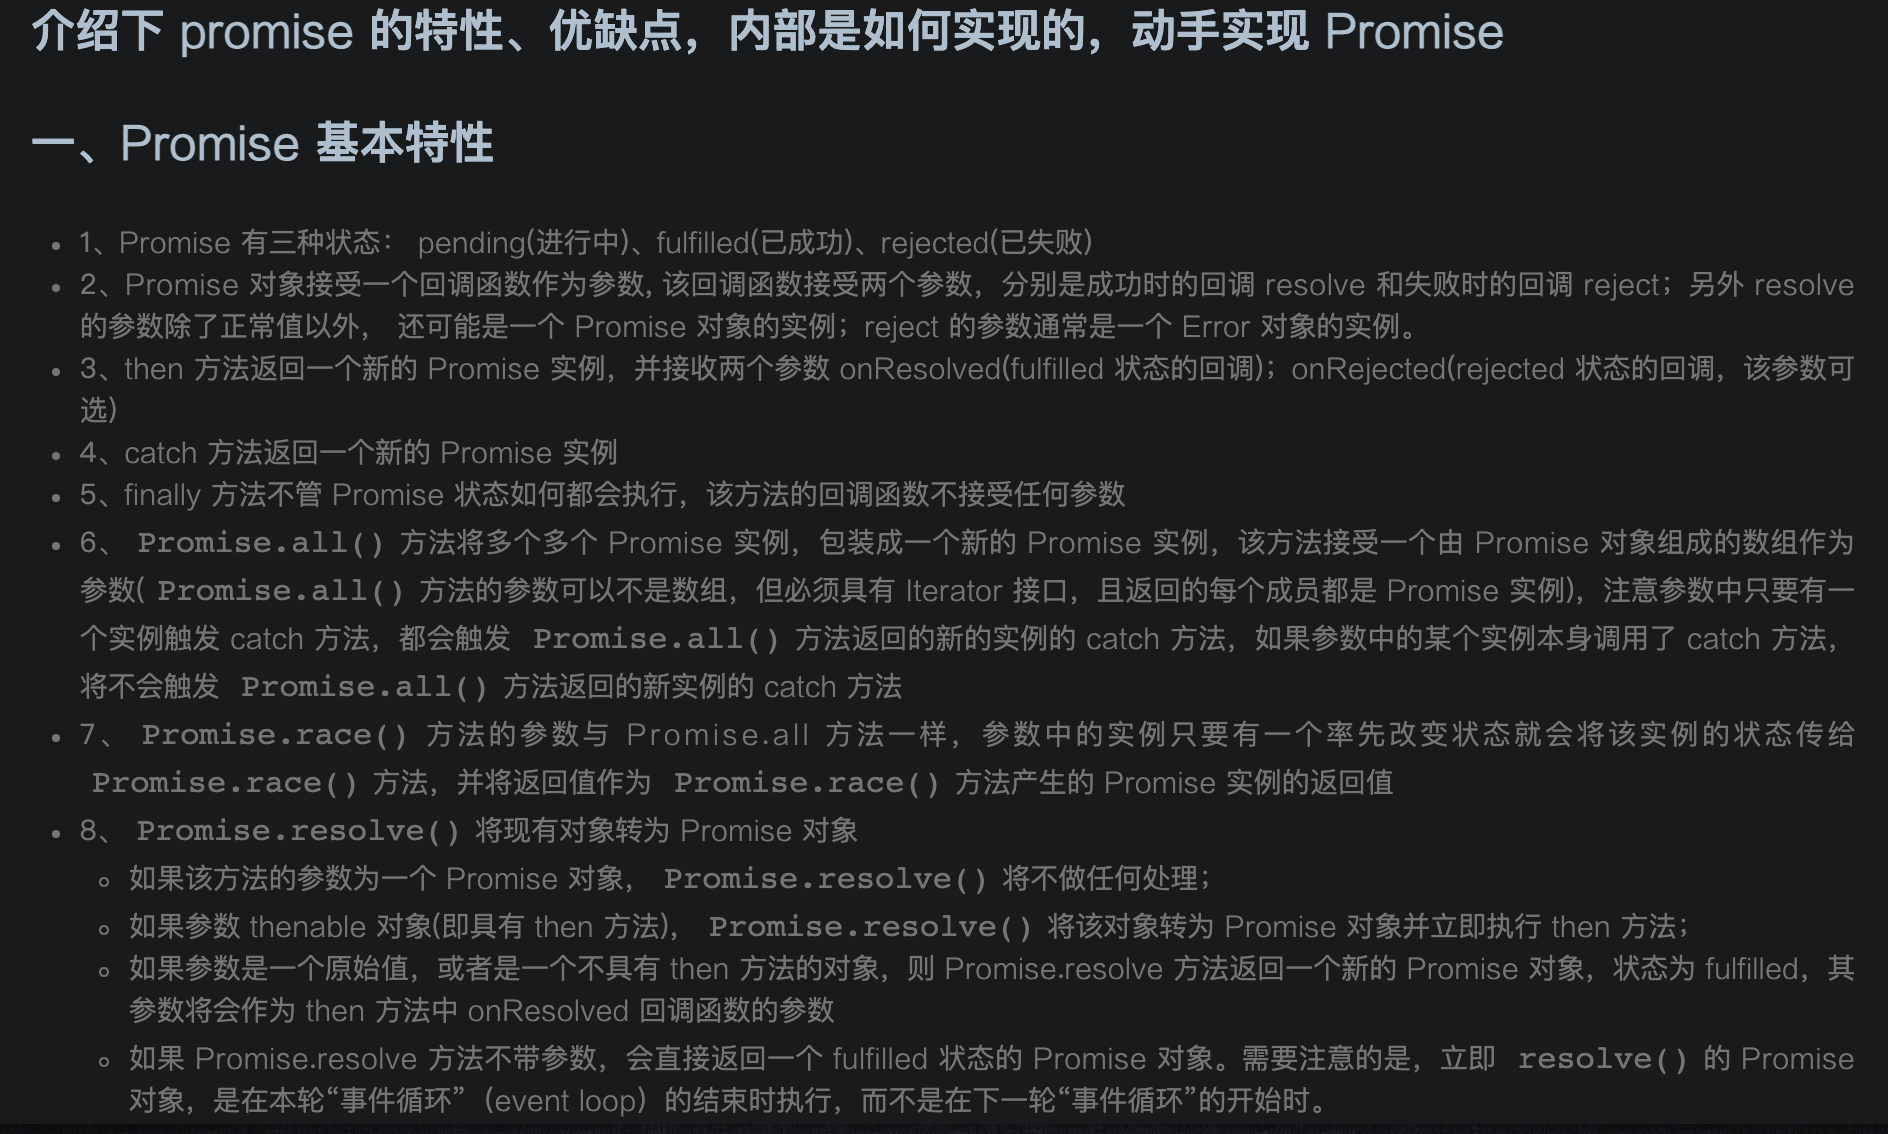 介绍下 promise 的特性、优缺点，内部是如何实现的，动手实现 Promise
一、Promise 基本特性
• 1、Promise 有三种状态： pending(进行中)、fulfilled(已成功)、rejected(已失败)
• 2、Promise 对象接受一个回调函数作为参数, 该回调函数接受两个参数，分别是成功时的回调 resolve 和失败时的回调 reject；另外 resolve
的参数除了正常值以外， 还可能是一个 Promise 对象的实例；reject 的参数通常是一个 Error 对象的实例。
• 3、then 方法返回一个新的 Promise 实例，并接收两个参数 onResolved(fulfilled 状态的回调)；onRejected(rejected 状态的回调，该参数可
选)
• 4、catch 方法返回一个新的 Promise 实例
• 5、finally 方法不管 Promise 状态如何都会执行，该方法的回调函数不接受任何参数
• 6、 Promise.all() 方法将多个多个 Promise 实例，包装成一个新的 Promise 实例，该方法接受一个由 Promise 对象组成的数组作为
参数( Promise.all() 方法的参数可以不是数组，但必须具有 Iterator 接口，且返回的每个成员都是 Promise 实例)，注意参数中只要有一
个实例触发 catch 方法，都会触发 Promise.all() 方法返回的新的实例的 catch 方法，如果参数中的某个实例本身调用了 catch 方法，
将不会触发 Promise.all() 方法返回的新实例的 catch 方法
• 7、 Promise.race() 方法的参数与 Promise.all 方法一样，参数中的实例只要有一个率先改变状态就会将该实例的状态传给
Promise.race() 方法，并将返回值作为 Promise.race() 方法产生的 Promise 实例的返回值
• 8、 Promise.resolve() 将现有对象转为 Promise 对象
◦ 如果该方法的参数为一个 Promise 对象， Promise.resolve() 将不做任何处理；
◦ 如果参数 thenable 对象(即具有 then 方法)， Promise.resolve() 将该对象转为 Promise 对象并立即执行 then 方法；
◦ 如果参数是一个原始值，或者是一个不具有 then 方法的对象，则 Promise.resolve 方法返回一个新的 Promise 对象，状态为 fulfilled，其
参数将会作为 then 方法中 onResolved 回调函数的参数
◦ 如果 Promise.resolve 方法不带参数，会直接返回一个 fulfilled 状态的 Promise 对象。需要注意的是，立即 resolve() 的 Promise
对象，是在本轮“事件循环”（event loop）的结束时执行，而不是在下一轮“事件循环”的开始时。